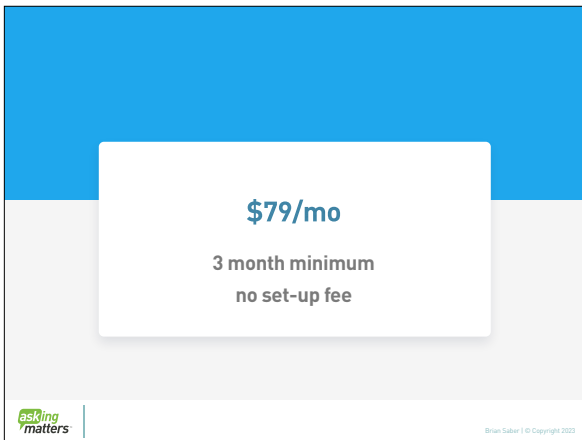 $79/mo
3 month minimum
no set-up fee
asking
matters
Brian Saber | © Copyright 2023